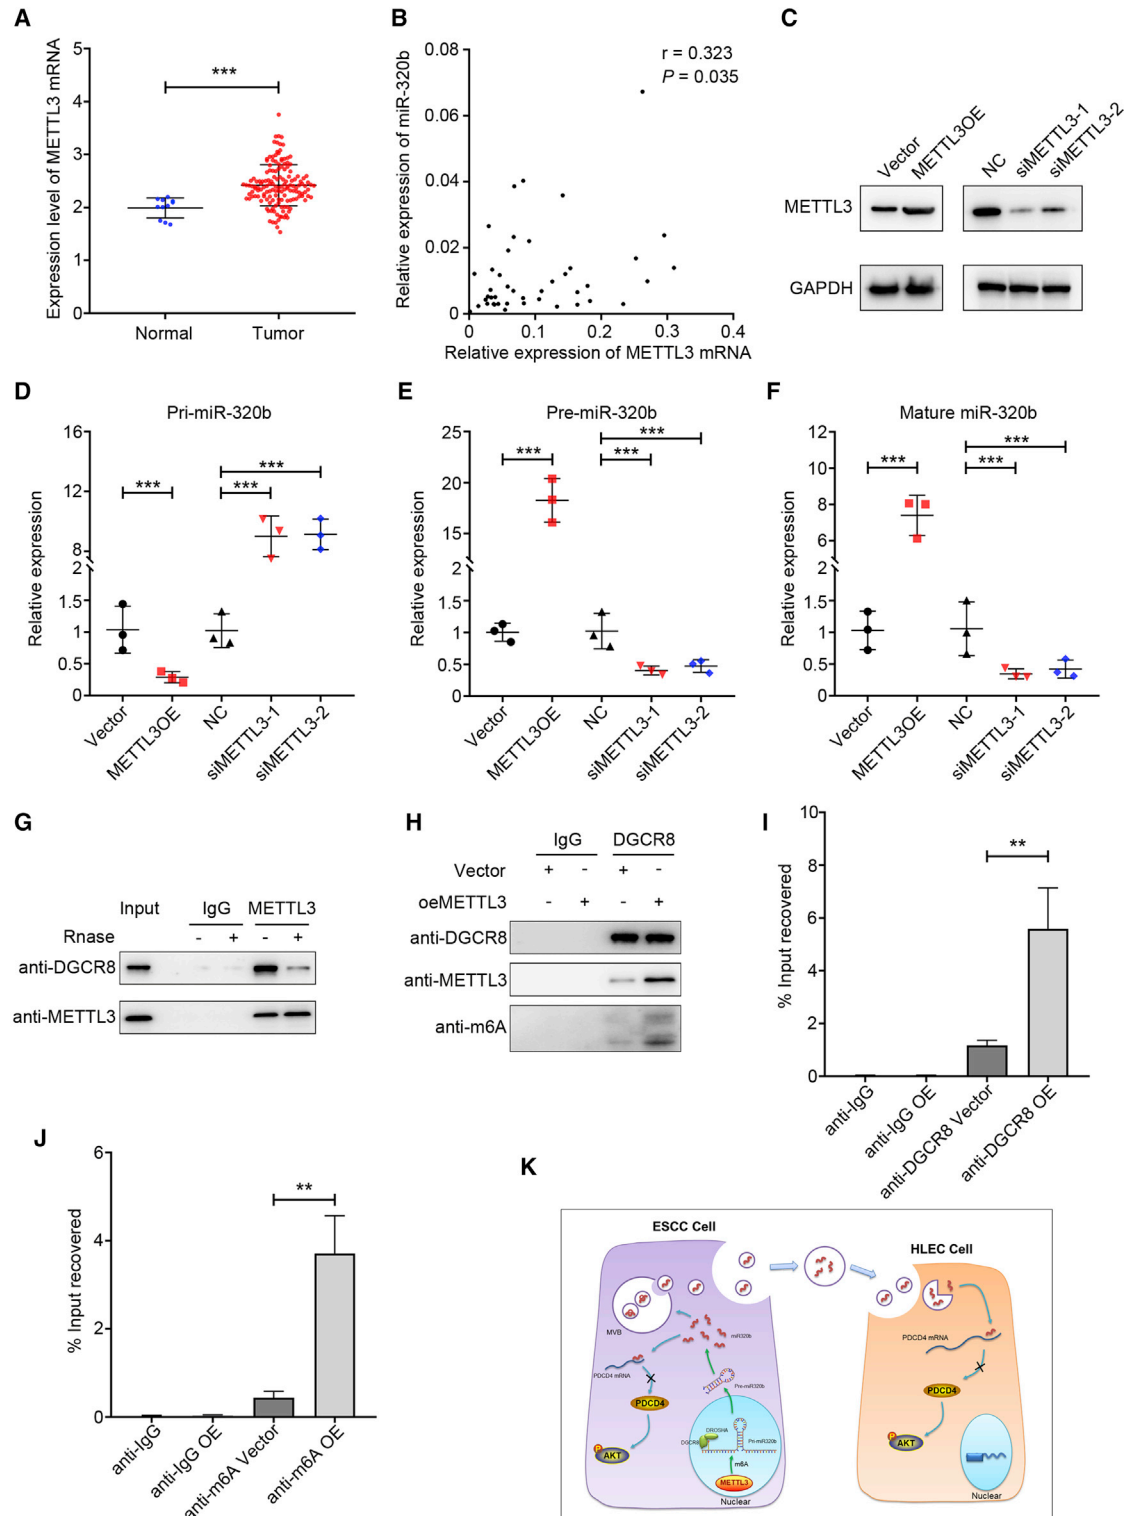 A
Expression level of METTL3 mRNA
5
4
3
2
1
0
***
Normal
Tumor
B
Relative expression of miR-320b
0.08
0.06
0.04
0.02
0
r = 0.323
P = 0.035
0
0.1
0.2
0.3
0.4
Relative expression of METTL3 mRNA
C
Vector
METTL3OE
NC
siMETTL3-1
siMETTL3-2
METTL3
GAPDH
D
Pri-miR-320b
Relative expression
16
12
8
2
1.5
1
0.5
0
***
***
***
Vector
METTL3OE
NC
siMETTL3-1
siMETTL3-2
E
Pre-miR-320b
Relative expression
25
20
15
2
1.5
1
0.5
0
***
***
***
Vector
METTL3OE
NC
siMETTL3-1
siMETTL3-2
F
Mature miR-320b
Relative expression
12
10
8
6
2
1.5
1
0.5
0
***
***
***
Vector
METTL3OE
NC
siMETTL3-1
siMETTL3-2
G
Input IgG METTL3
Rnase - + - +
anti-DGCR8
anti-METTL3
H
IgG DGCR8
Vector + - + -
oeMETTL3 - + - +
anti-DGCR8
anti-METTL3
anti-m6A
I
% Input recovered
10
8
6
4
2
0
**
anti-IgG
anti-IgG OE
anti-DGCR8 Vector
anti-DGCR8 OE
J
% Input recovered
6
4
2
0
**
anti-IgG
anti-IgG OE
anti-m6A Vector
anti-m6A OE
K
ESCC Cell
HLEC Cell
MVB
miR320b
PDCD4 mRNA
Pre-miR320b
PDCD4
DROSHA
DGCR8
Pri-miR320b
P
AKT
m6A
METTL3
Nuclear
PDCD4 mRNA
PDCD4
P
AKT
Nuclear